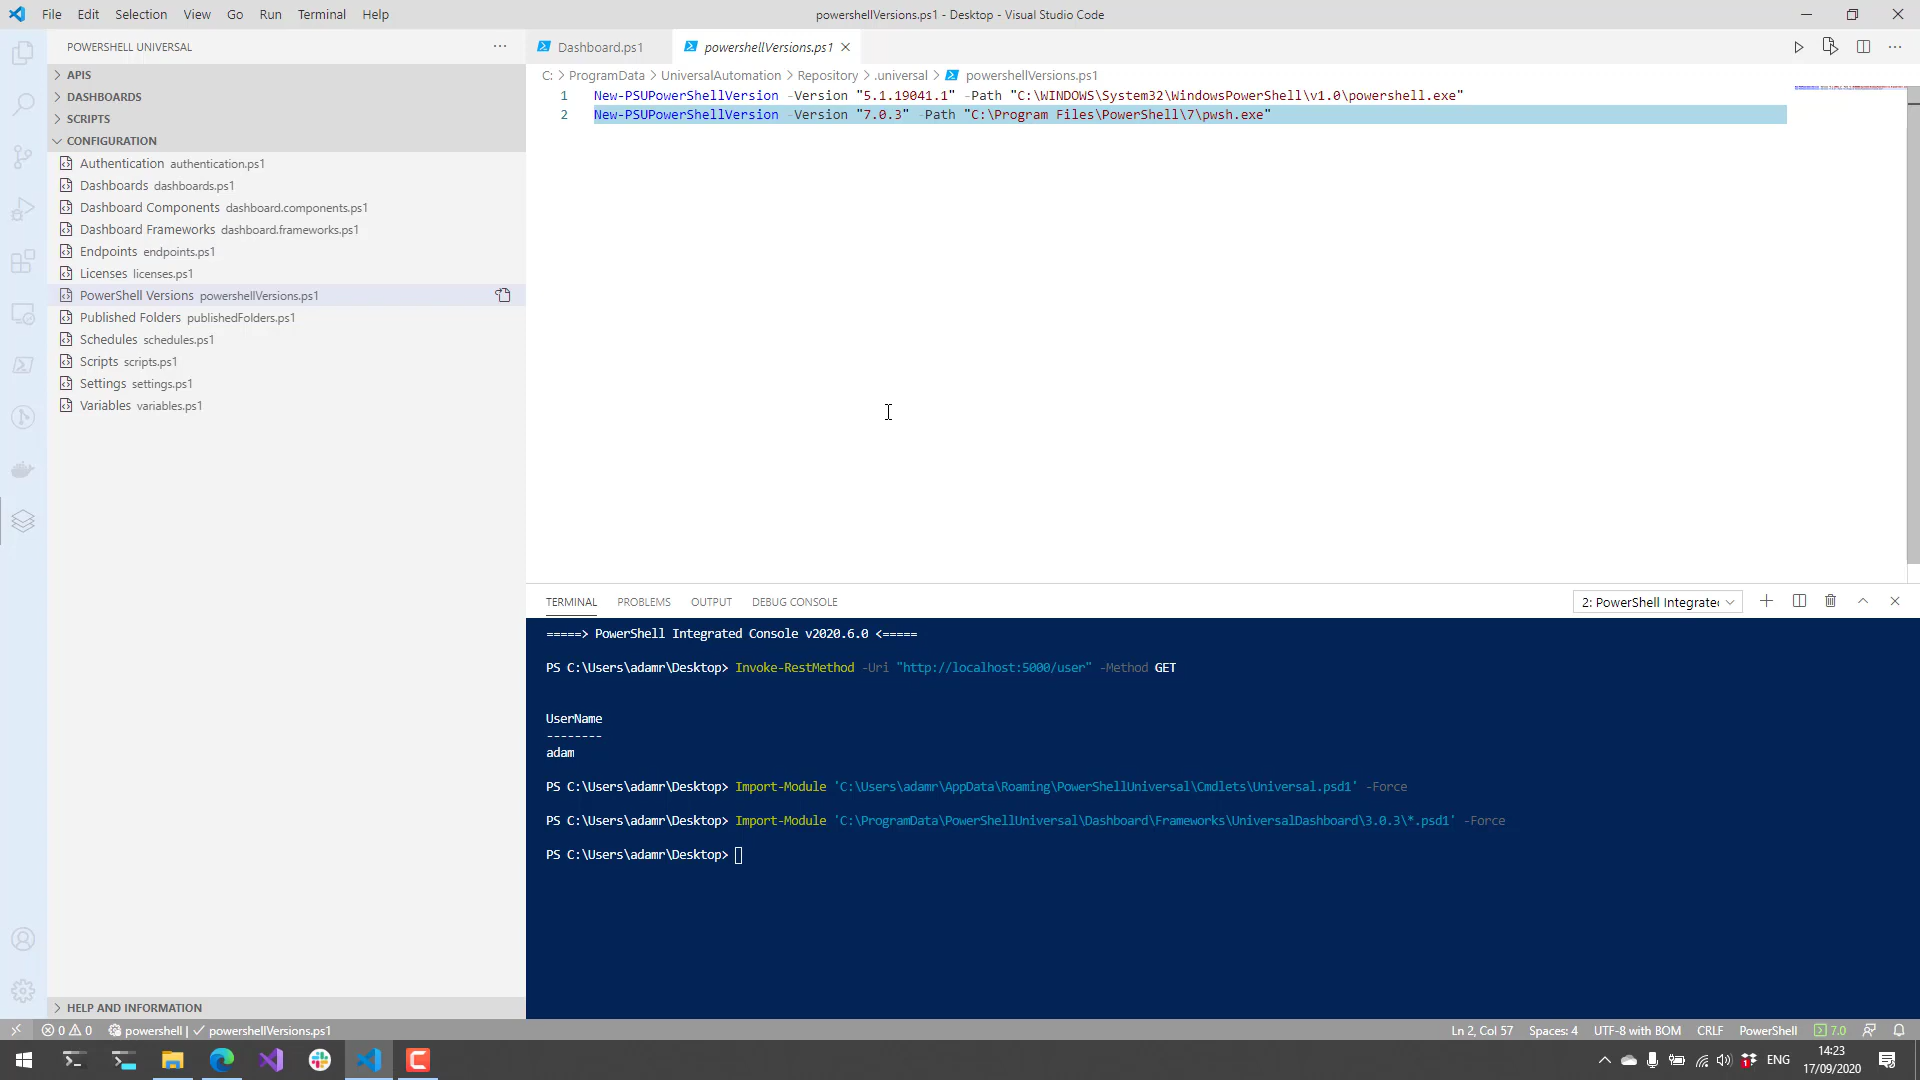 File Edit Selection View Go Run Terminal Help
powershellVersions.ps1 - Desktop - Visual Studio Code
POWERSHELL UNIVERSAL
APIS
DASHBOARDS
SCRIPTS
CONFIGURATION
Authentication authentication.ps1
Dashboards dashboards.ps1
Dashboard Components dashboard.components.ps1
Dashboard Frameworks dashboard.frameworks.ps1
Endpoints endpoints.ps1
Licenses licenses.ps1
PowerShell Versions powershellVersions.ps1
Published Folders publishedFolders.ps1
Schedules schedules.ps1
Scripts scripts.ps1
Settings settings.ps1
Variables variables.ps1
HELP AND INFORMATION
Dashboard.ps1
powershellVersions.ps1
C: > ProgramData > UniversalAutomation > Repository > .universal > powershellVersions.ps1
1 New-PSUPowerShellVersion -Version "5.1.19041.1" -Path "C:\WINDOWS\System32\WindowsPowerShell\v1.0\powershell.exe"
2 New-PSUPowerShellVersion -Version "7.0.3" -Path "C:\Program Files\PowerShell\7\pwsh.exe"
TERMINAL PROBLEMS OUTPUT DEBUG CONSOLE
2: PowerShell Integrate
=====> PowerShell Integrated Console v2020.6.0 <=====
PS C:\Users\adamr\Desktop> Invoke-RestMethod -Uri "http://localhost:5000/user" -Method GET
UserName
--------
adam
PS C:\Users\adamr\Desktop> Import-Module 'C:\Users\adamr\AppData\Roaming\PowerShellUniversal\Cmdlets\Universal.psd1' -Force
PS C:\Users\adamr\Desktop> Import-Module 'C:\ProgramData\PowerShellUniversal\Dashboard\Frameworks\UniversalDashboard\3.0.3\*.psd1' -Force
PS C:\Users\adamr\Desktop>
0 0 powershell | powershellVersions.ps1
Ln 2, Col 57 Spaces: 4 UTF-8 with BOM CRLF PowerShell 7.0
ENG
14:23
17/09/2020